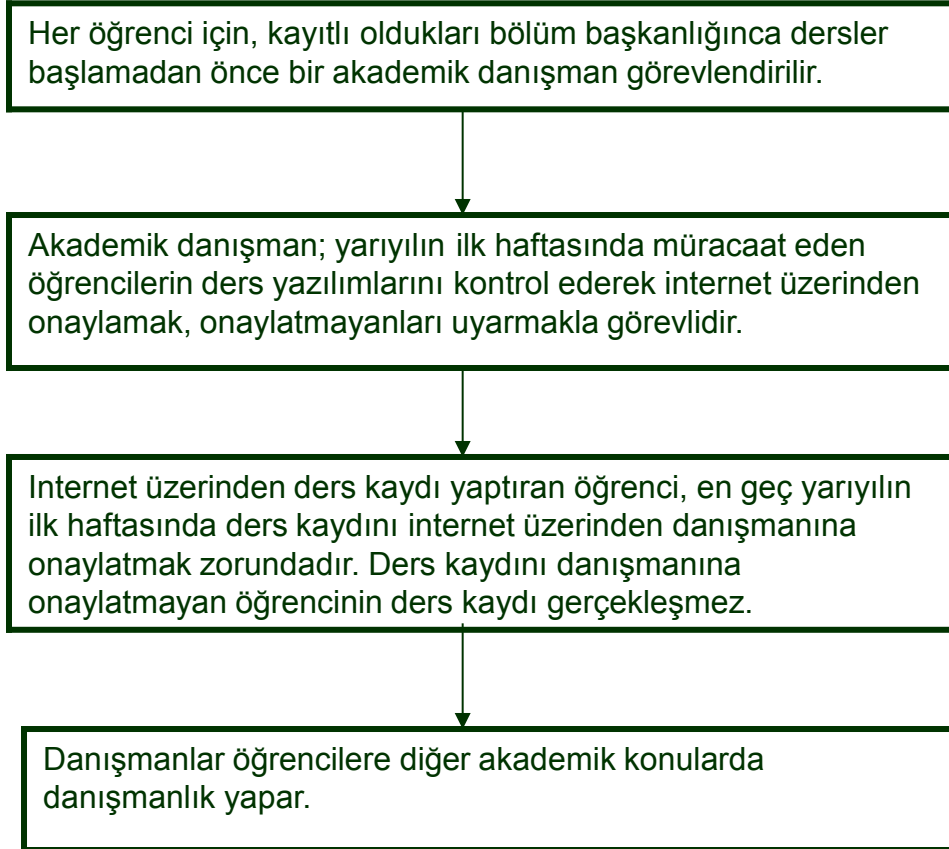 Her öğrenci için, kayıtlı oldukları bölüm başkanlığınca dersler
başlamadan önce bir akademik danışman görevlendirilir.
Akademik danışman; yarıyılın ilk haftasında müracaat eden
öğrencilerin ders yazılımlarını kontrol ederek internet üzerinden
onaylamak, onaylatmayanları uyarmakla görevlidir.
Internet üzerinden ders kaydı yaptıran öğrenci, en geç yarıyılın
ilk haftasında ders kaydını internet üzerinden danışmanına
onaylatmak zorundadır. Ders kaydını danışmanına
onaylatmayan öğrencinin ders kaydı gerçekleşmez.
Danışmanlar öğrencilere diğer akademik konularda
danışmanlık yapar.